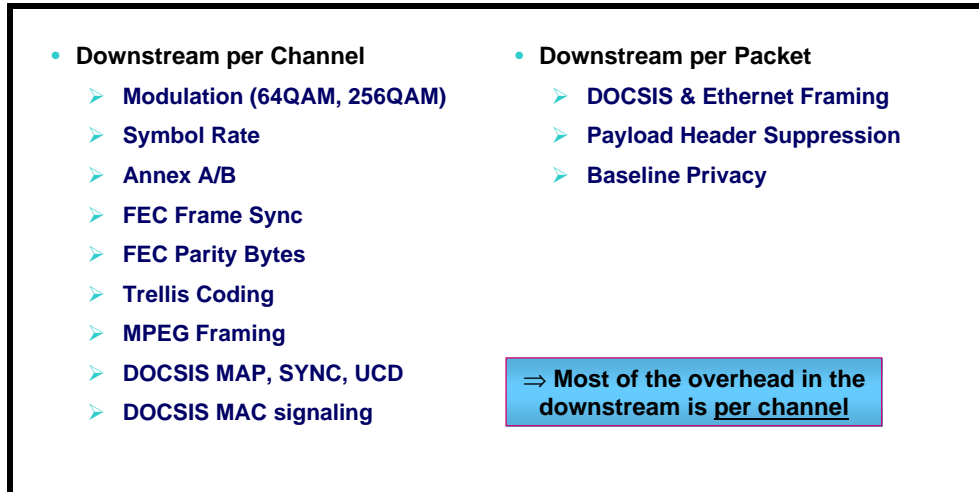 • Downstream per Channel
➢ Modulation (64QAM, 256QAM)
➢ Symbol Rate
➢ Annex A/B
➢ FEC Frame Sync
➢ FEC Parity Bytes
➢ Trellis Coding
➢ MPEG Framing
➢ DOCSIS MAP, SYNC, UCD
➢ DOCSIS MAC signaling
• Downstream per Packet
➢ DOCSIS & Ethernet Framing
➢ Payload Header Suppression
➢ Baseline Privacy
⇒ Most of the overhead in the
downstream is per channel